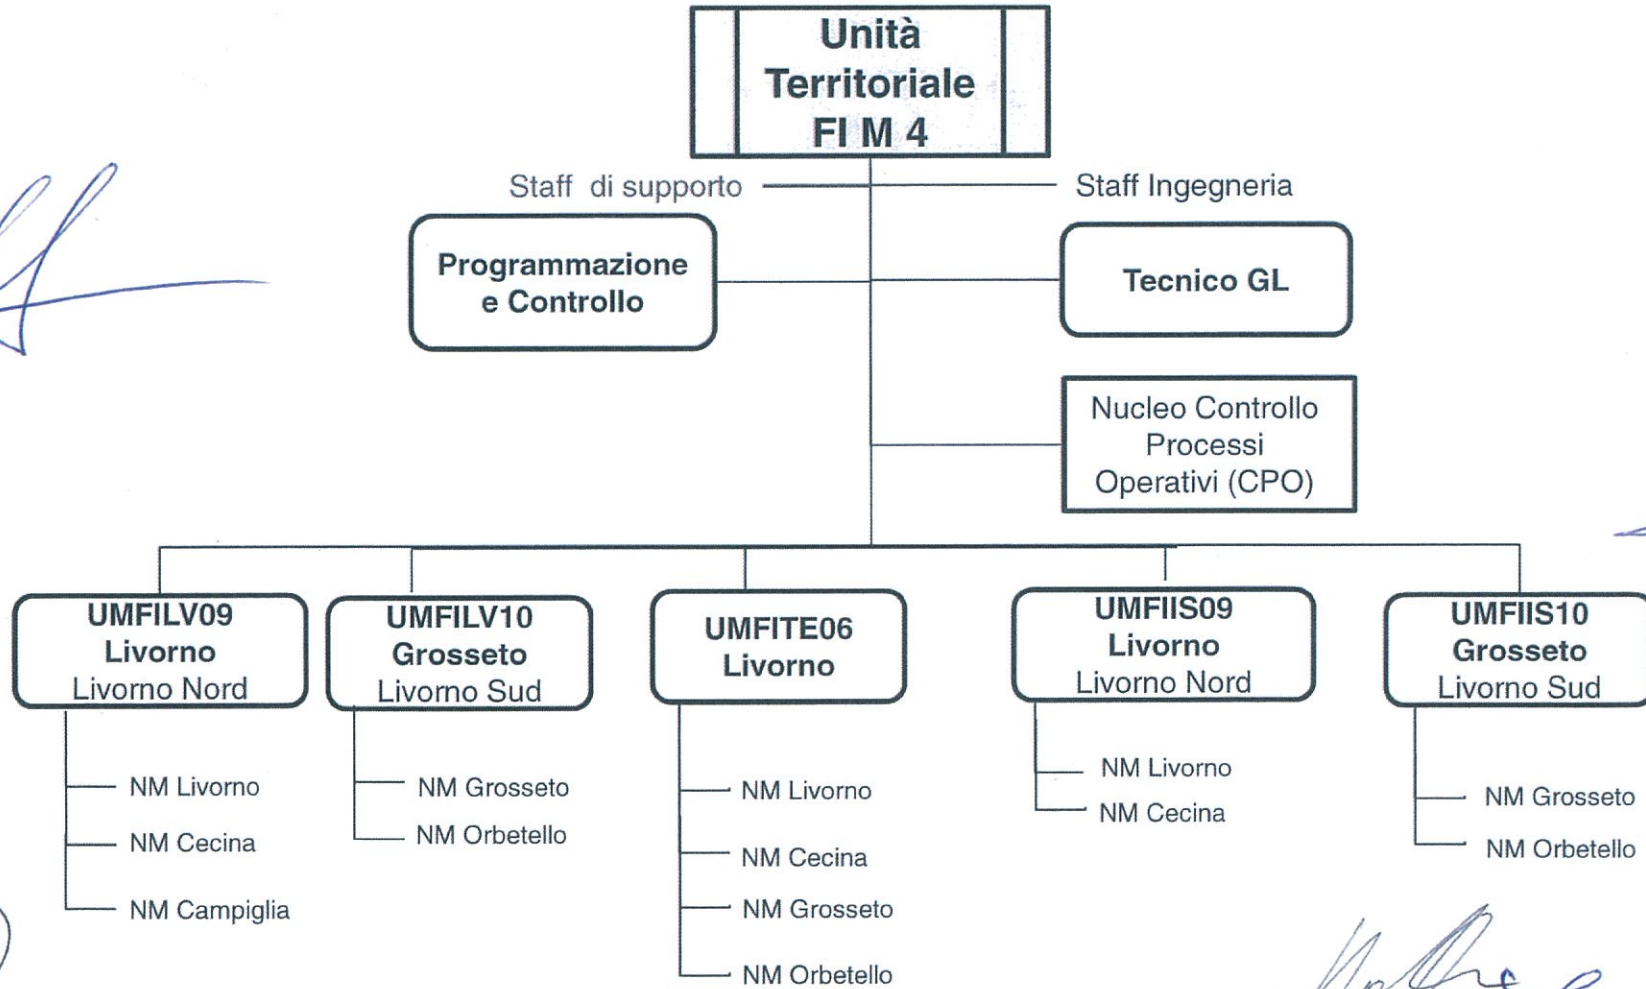 Unità
Territoriale
FI M 4
Staff di supporto
Staff Ingegneria
Programmazione
e Controllo
Tecnico GL
Nucleo Controllo
Processi
Operativi (CPO)
UMFILV09
Livorno
Livorno Nord
NM Livorno
NM Cecina
NM Campiglia
UMFILV10
Grosseto
Livorno Sud
NM Grosseto
NM Orbetello
UMFITE06
Livorno
NM Livorno
NM Cecina
NM Grosseto
NM Orbetello
UMFIIS09
Livorno
Livorno Nord
NM Livorno
NM Cecina
UMFIIS10
Grosseto
Livorno Sud
NM Grosseto
NM Orbetello